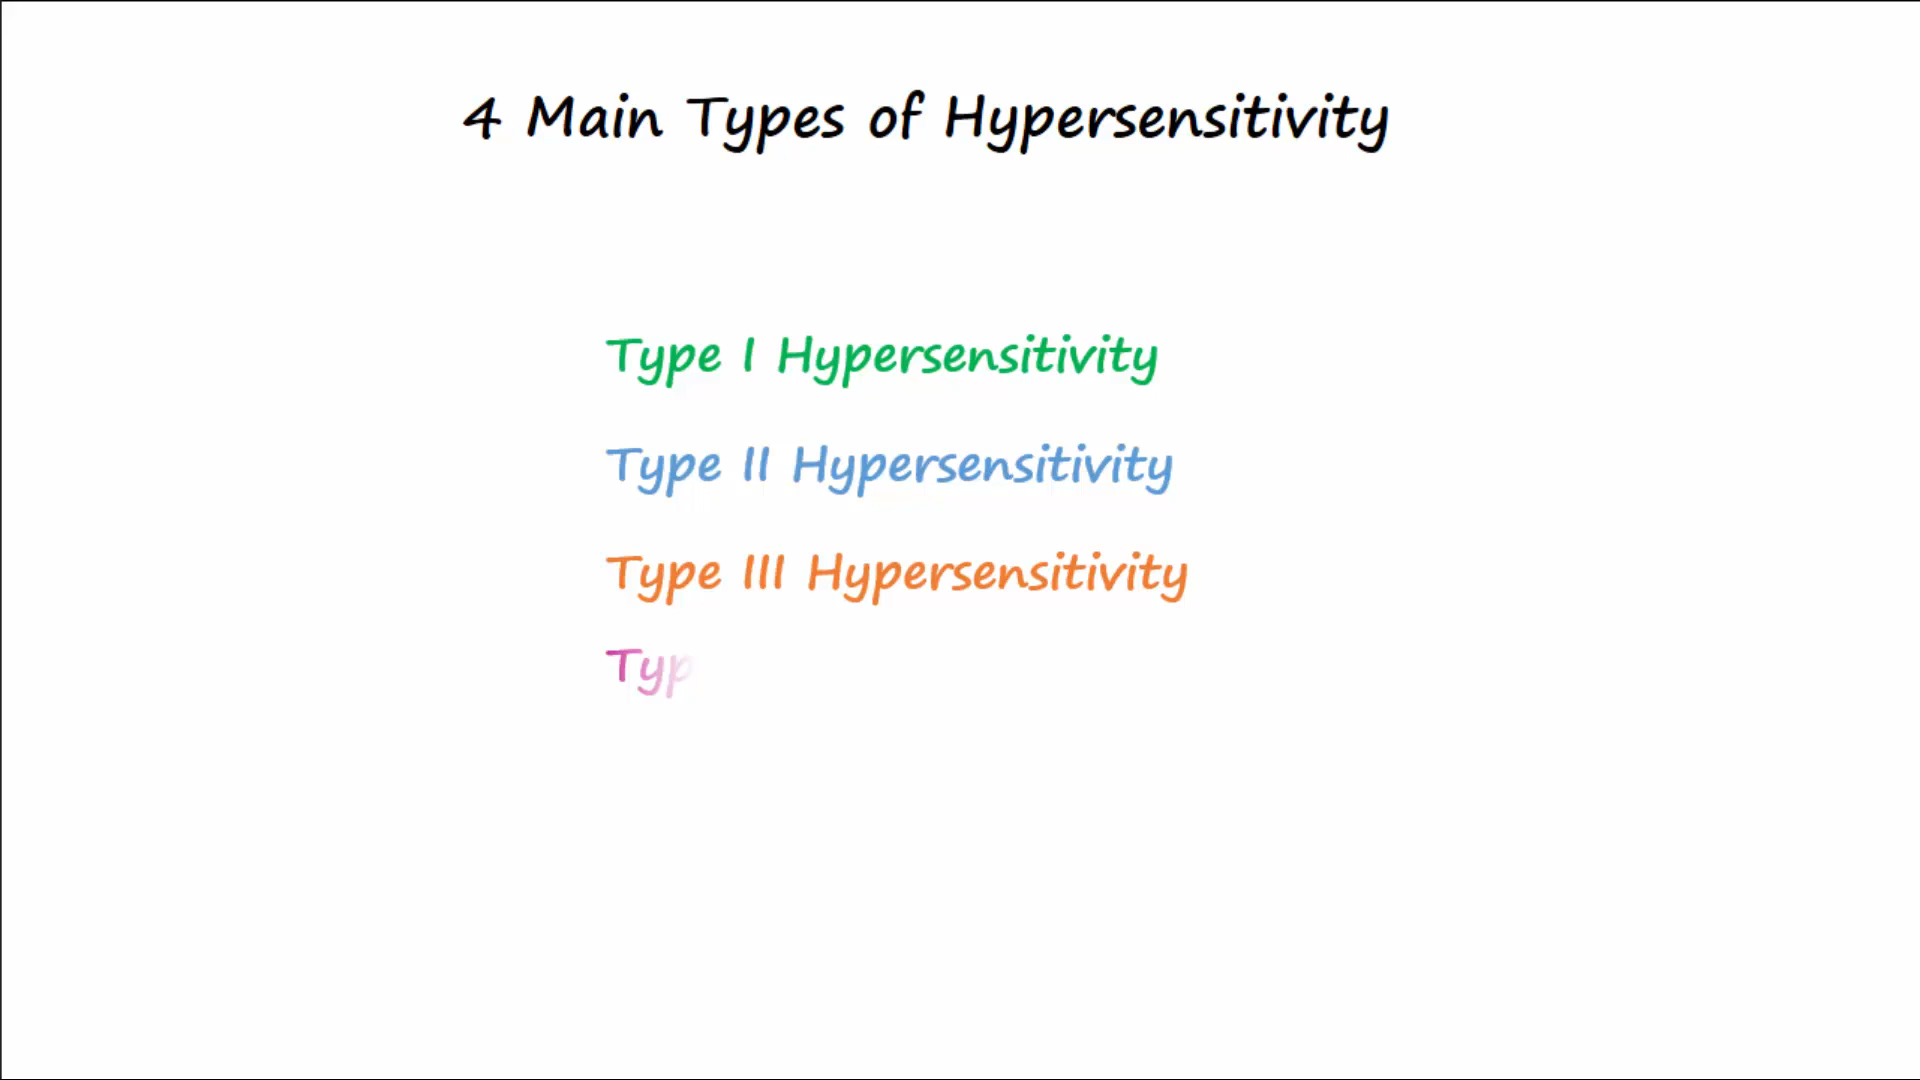 4 Main Types of Hypersensitivity
Type I Hypersensitivity
Type II Hypersensitivity
Type III Hypersensitivity
Typ